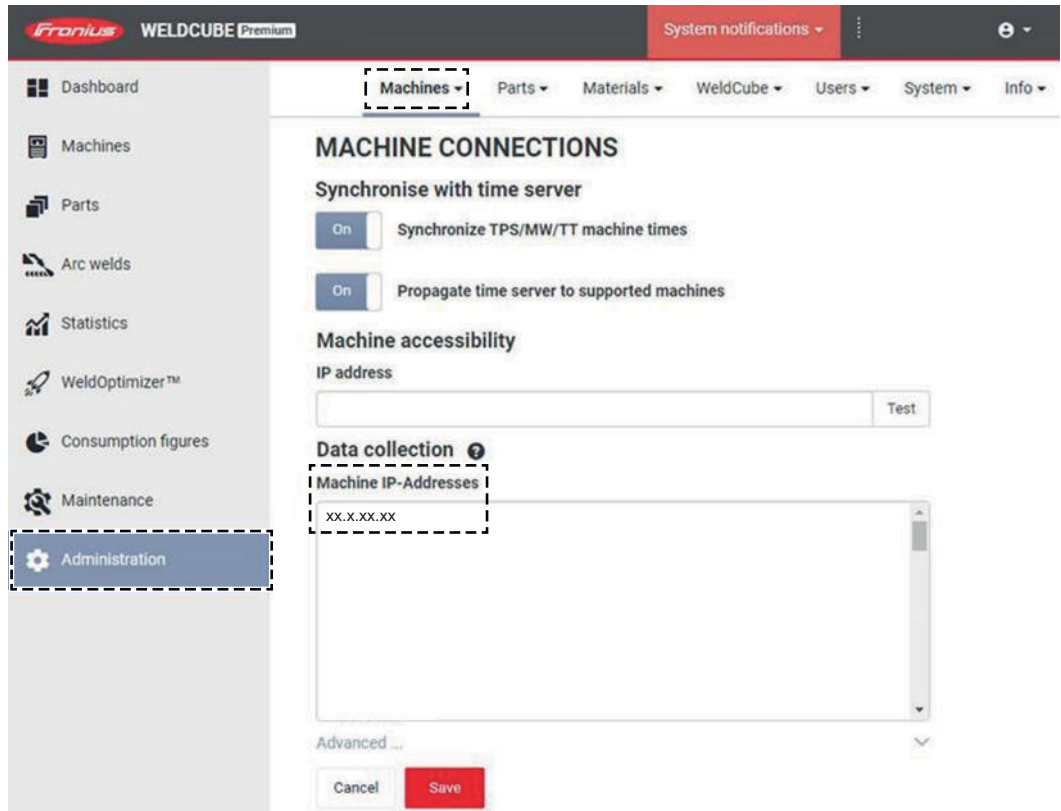 Fronius WELDCUBE Premium System notifications
Machines Parts Materials WeldCube Users System Info
Dashboard
Machines
Parts
Arc welds
Statistics
WeldOptimizer™
Consumption figures
Maintenance
Administration
MACHINE CONNECTIONS
Synchronise with time server
On Synchronize TPS/MW/TT machine times
On Propagate time server to supported machines
Machine accessibility
IP address
Test
Data collection ?
Machine IP-Addresses
xx.x.xx.xx
Advanced ...
Cancel Save